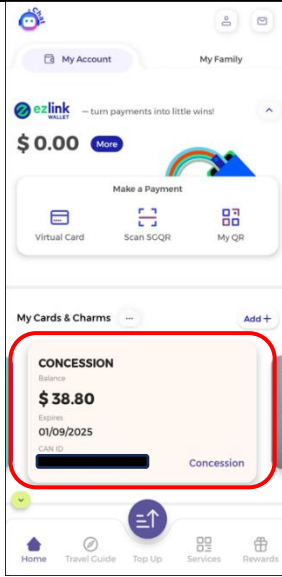 Chat
My Account My Family
ezlink WALLET – turn payments into little wins!
$ 0.00 More
Make a Payment
Virtual Card Scan SGQR My QR
My Cards & Charms ... Add +
CONCESSION
Balance
$ 38.80
Expires
01/09/2025
CAN ID
Concession
Home Travel Guide Top Up Services Rewards